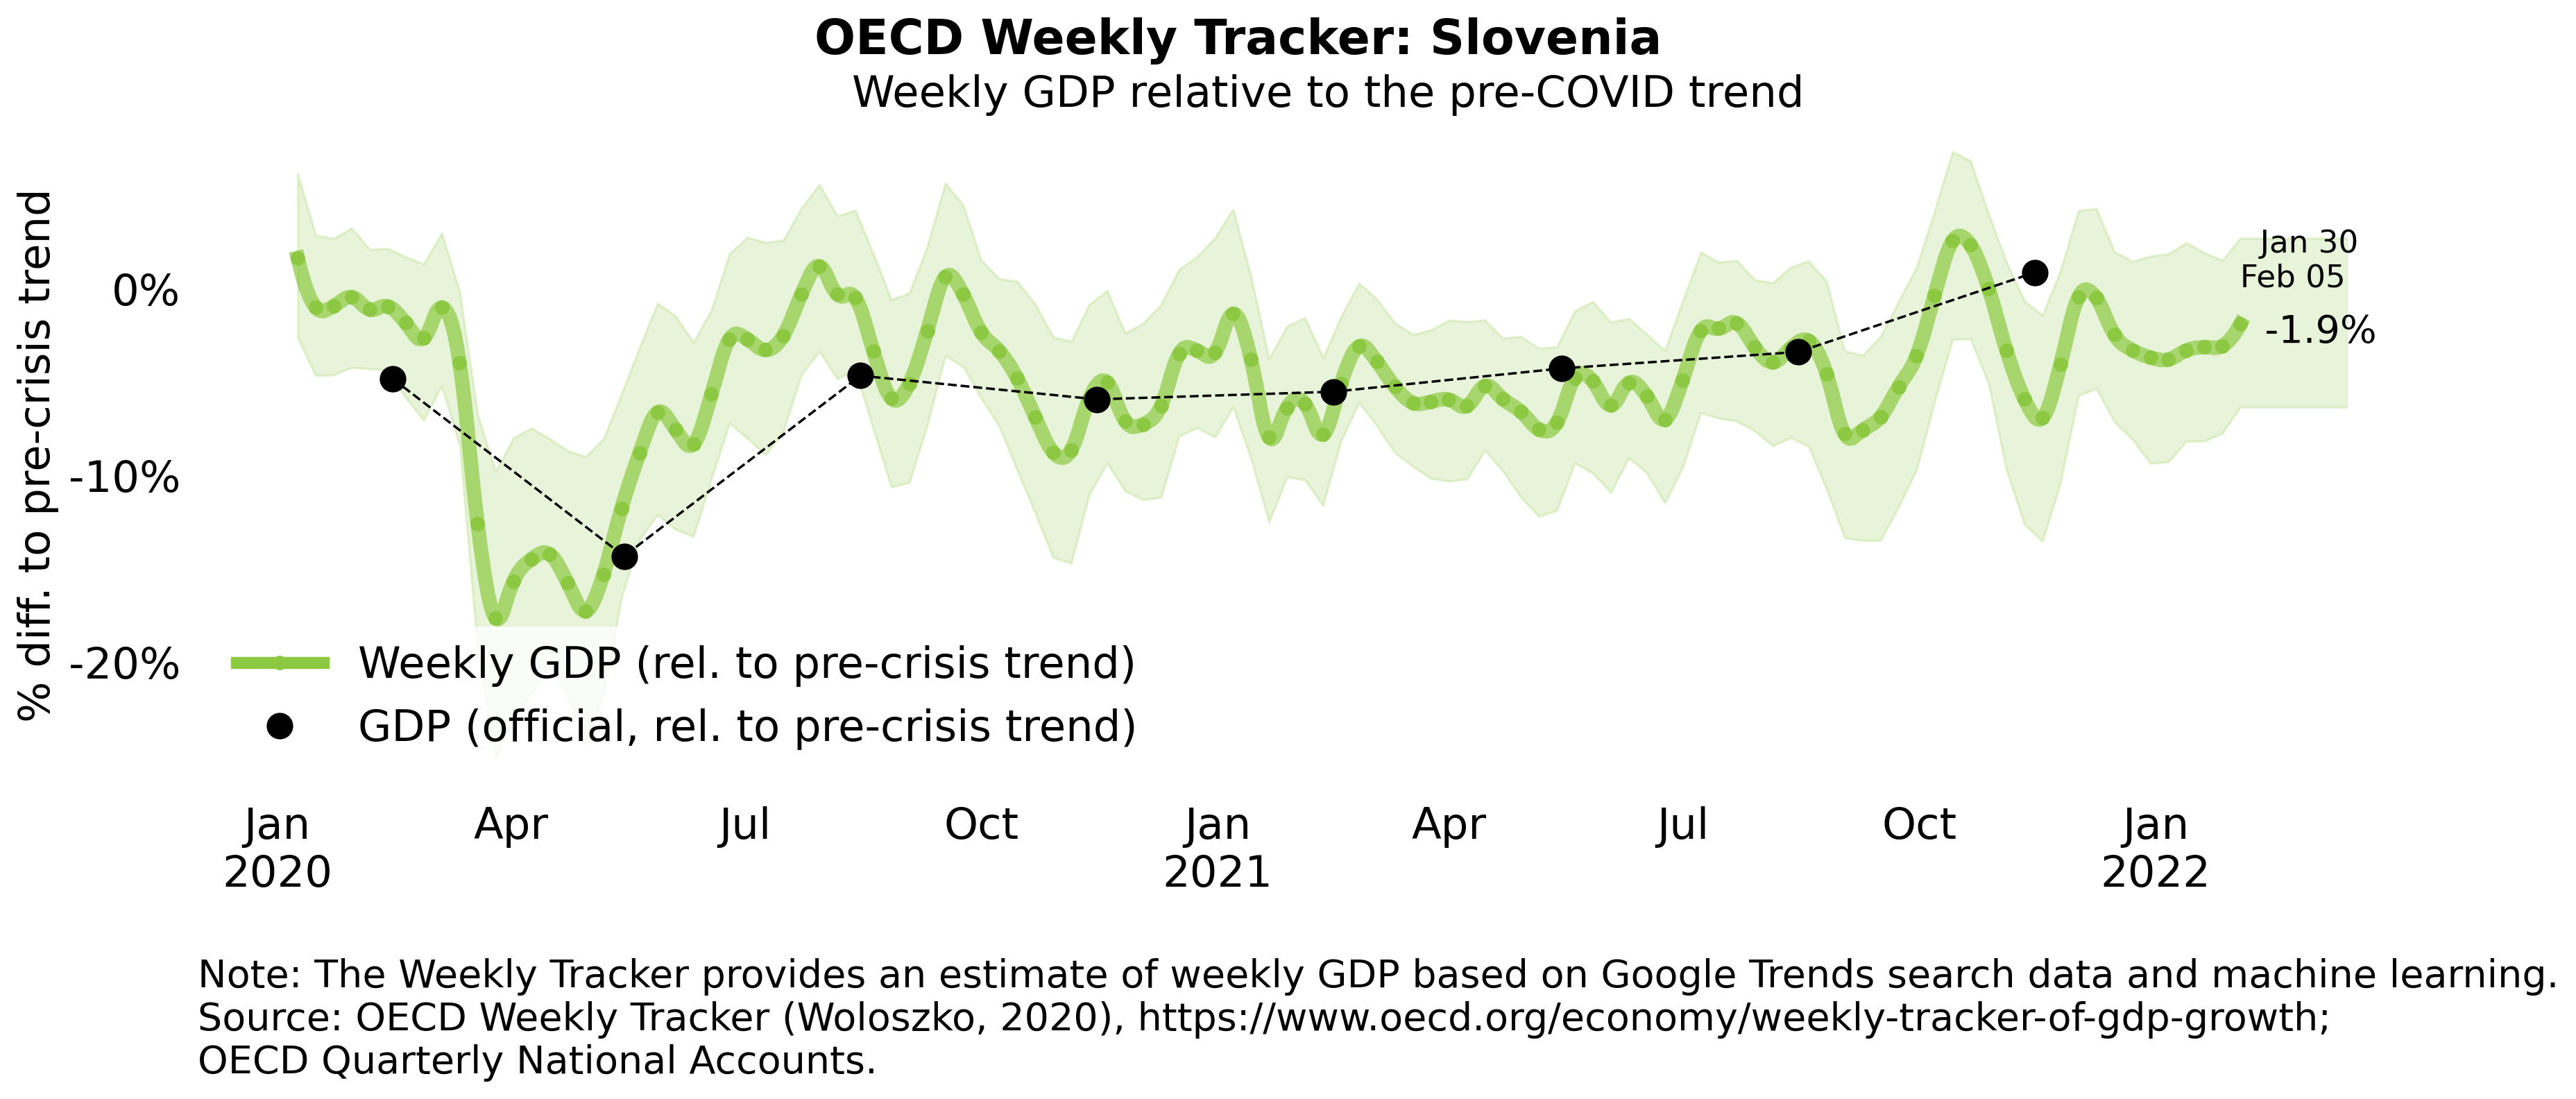 OECD Weekly Tracker: Slovenia
Weekly GDP relative to the pre-COVID trend
% diff. to pre-crisis trend
0%
-10%
-20%
Jan 30
Feb 05
-1.9%
Weekly GDP (rel. to pre-crisis trend)
GDP (official, rel. to pre-crisis trend)
Jan Apr Jul Oct Jan Apr Jul Oct Jan
2020 2021 2022
Note: The Weekly Tracker provides an estimate of weekly GDP based on Google Trends search data and machine learning.
Source: OECD Weekly Tracker (Woloszko, 2020), https://www.oecd.org/economy/weekly-tracker-of-gdp-growth;
OECD Quarterly National Accounts.